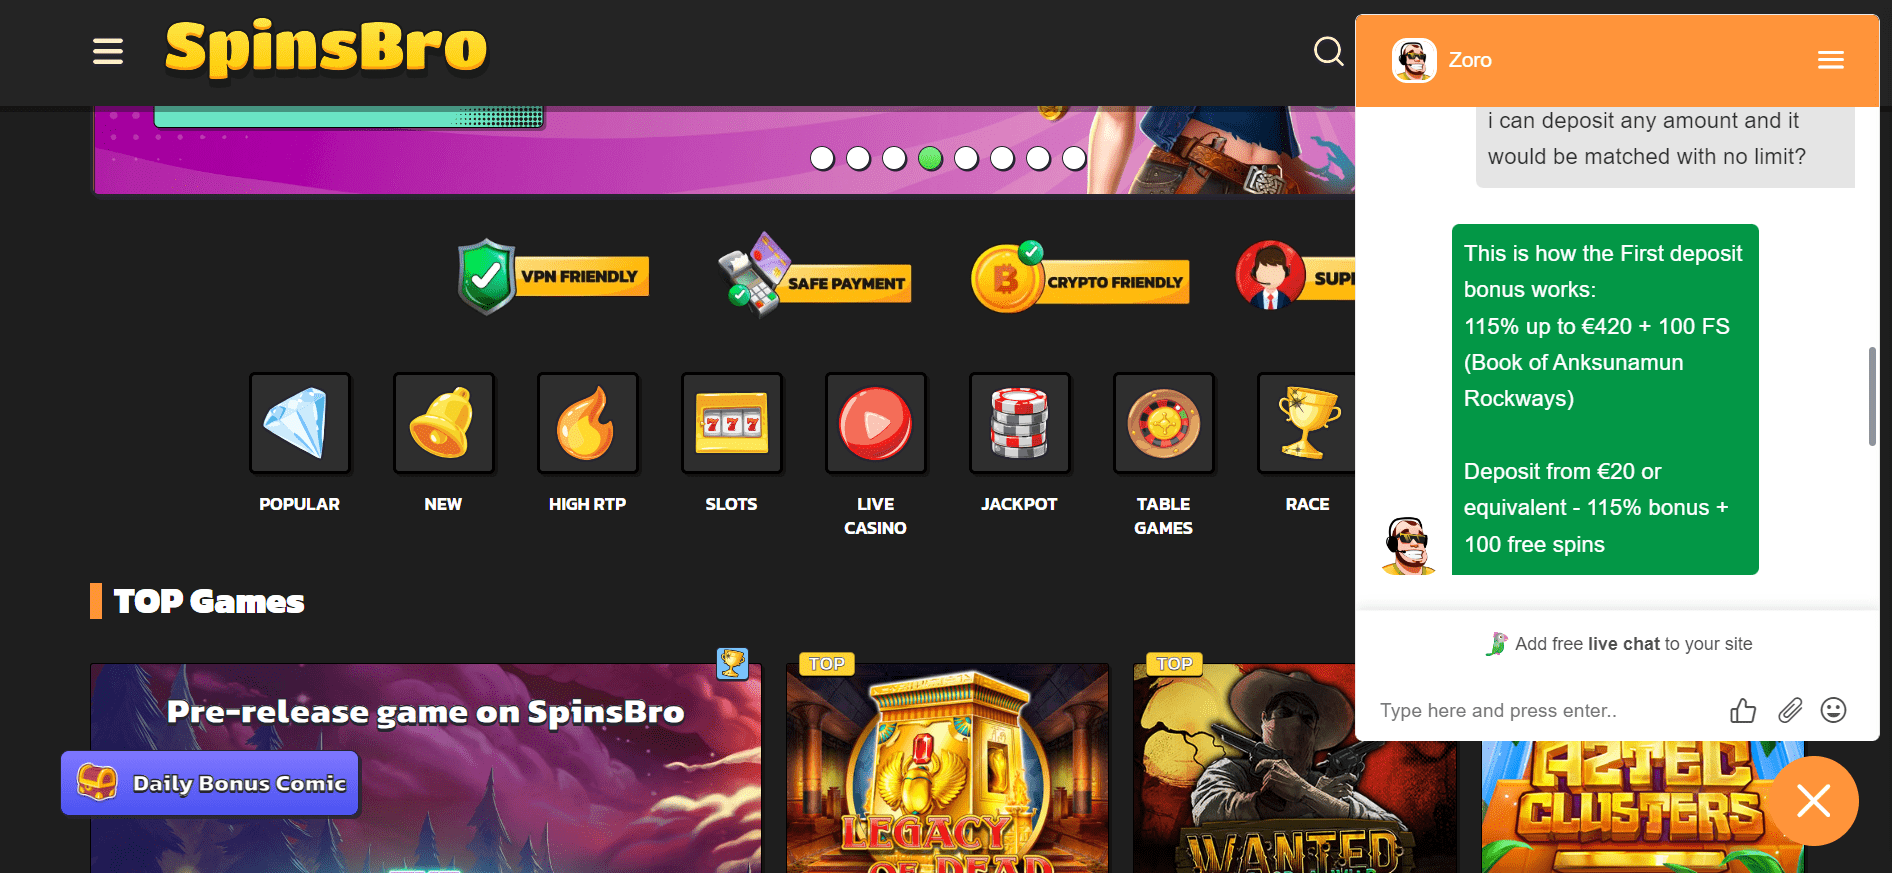 SpinsBro
Zoro
i can deposit any amount and it
would be matched with no limit?
VPN FRIENDLY
SAFE PAYMENT
CRYPTO FRIENDLY
This is how the First deposit
bonus works:
115% up to €420 + 100 FS
(Book of Anksunamun
Rockways)
Deposit from €20 or
equivalent - 115% bonus +
100 free spins
POPULAR
NEW
HIGH RTP
777
SLOTS
LIVE
CASINO
JACKPOT
TABLE
GAMES
RACE
TOP Games
Add free live chat to your site
Type here and press enter..
Pre-release game on SpinsBro
TOP
TOP
Daily Bonus Comic
LEGACY
OF DEAD
WANTED
AZTEC
CLUSTERS